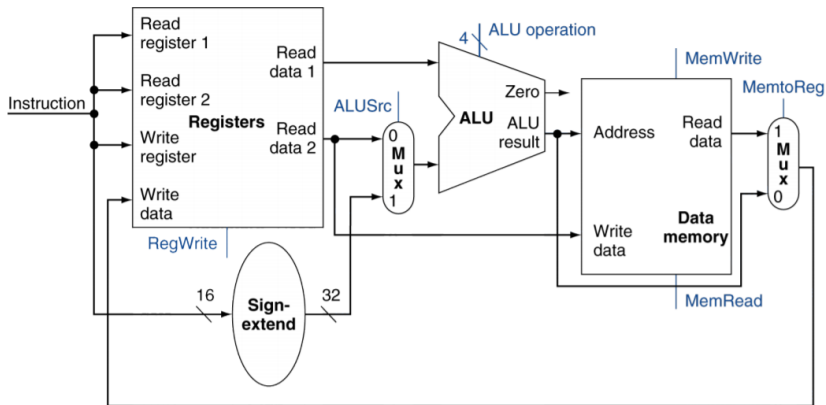 Instruction
Read
register 1
Read
register 2
Registers
Write
register
Write
data
Read
data 1
Read
data 2
RegWrite
16
Sign-
extend
32
ALUSrc
0
M
u
x
1
4
ALU operation
Zero
ALU
ALU
result
MemWrite
Address
Read
data
Write
data
Data
memory
MemRead
MemtoReg
1
M
u
x
0